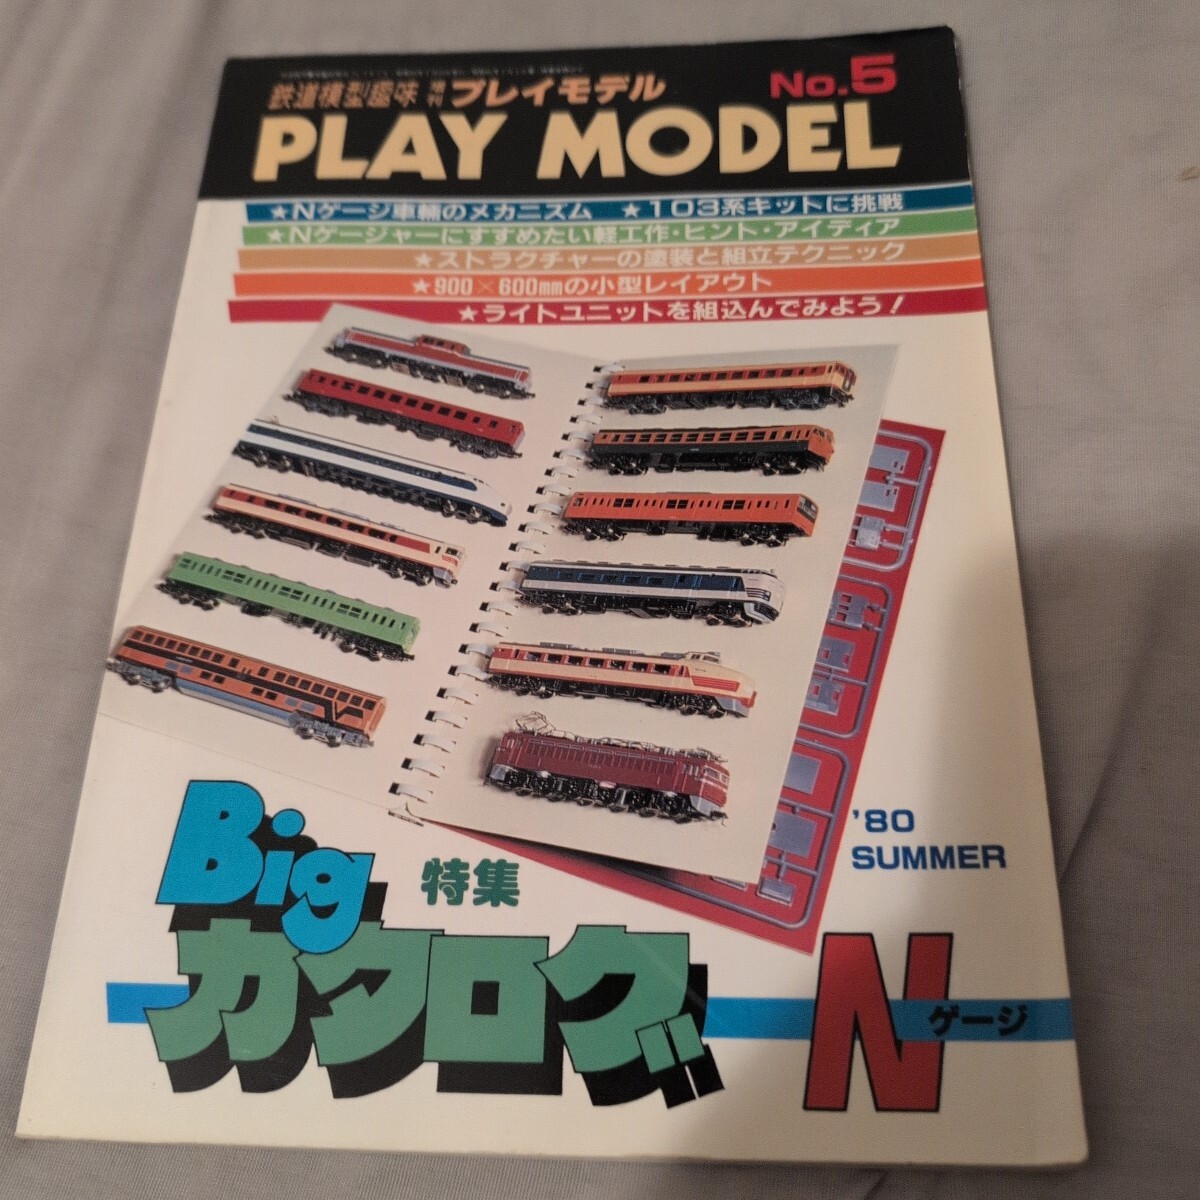 鉄道模型趣味 増刊 プレイモデル No.5
PLAY MODEL
★Nゲージ車輛のメカニズム ★103系キットに挑戦
★Nゲージャーにすすめたい軽工作・ヒント・アイディア
★ストラクチャーの塗装と組立テクニック
★900×600mmの小型レイアウト
★ライトユニットを組込んでみよう!
'80
SUMMER
Big 特集
カタログ
Nゲージ